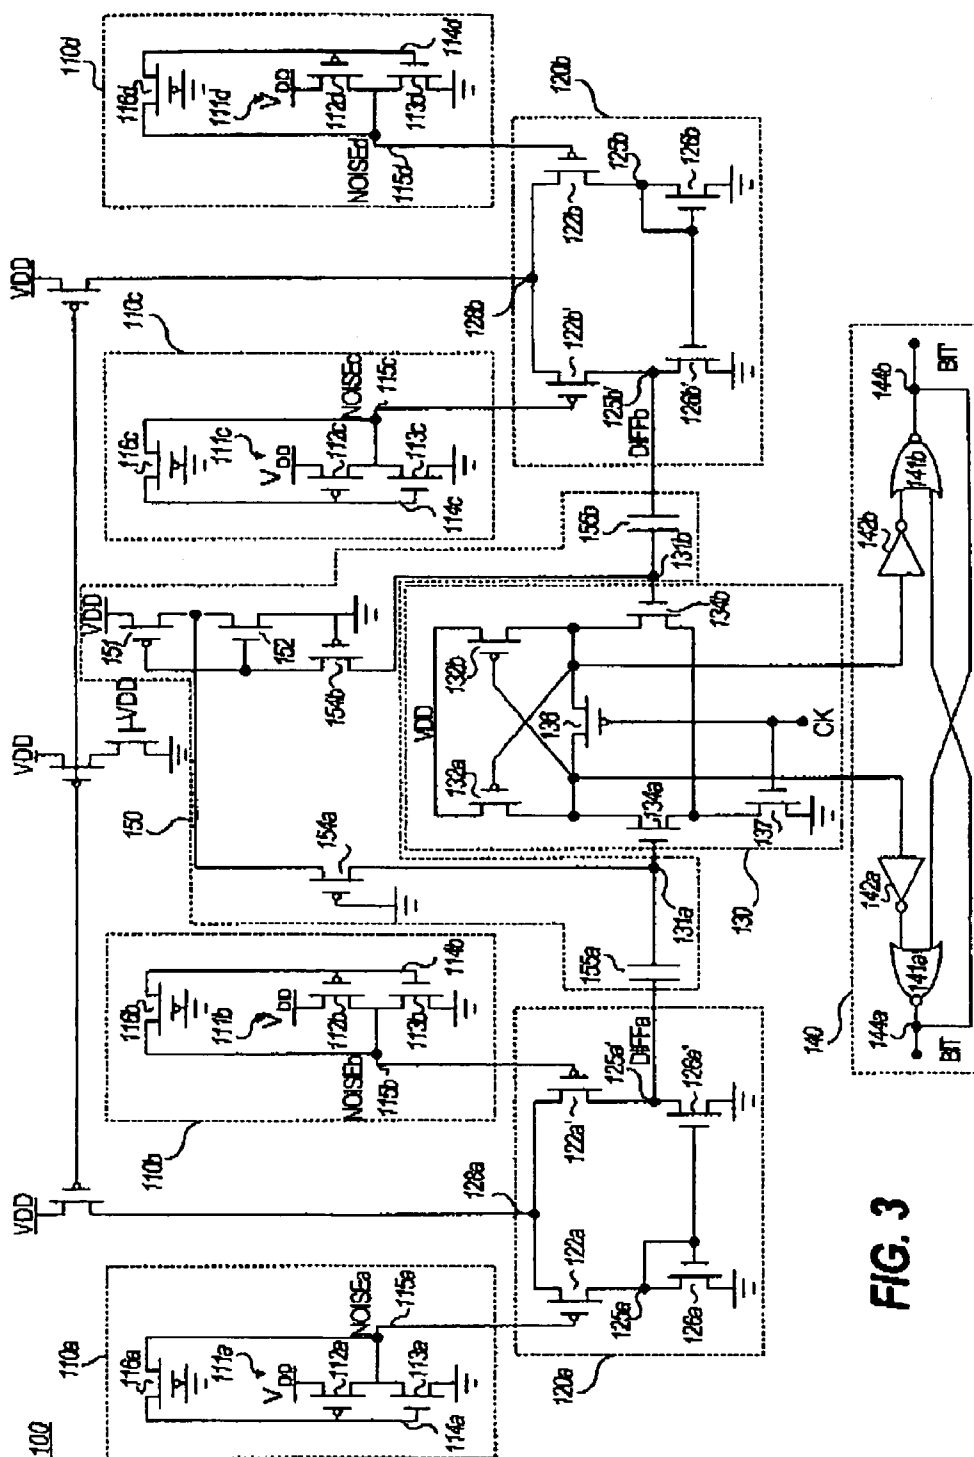 100
110a
116a
111a
VDD
112a
113a
114a
NOISEa
115a
110b
116b
111b
VDD
112b
113b
114b
NOISEb
115b
110c
116c
111c
VDD
112c
113c
114c
NOISEc
115c
110d
116d
111d
VDD
112d
113d
114d
NOISEd
115d
VDD
VDD
VDD
VDD
VDD
150
151
152
154a
154b
155a
155b
120a
128a
122a
122a'
125a
125a'
DIFFa
126a
126a'
120b
128b
122b'
122b
125b'
125b
DIFFb
126b'
126b
130
131a
131b
VDD
132a
132b
134a
134b
138
137
CK
140
141a
142a
144a
BIT
141b
142b
144b
BIT
FIG. 3